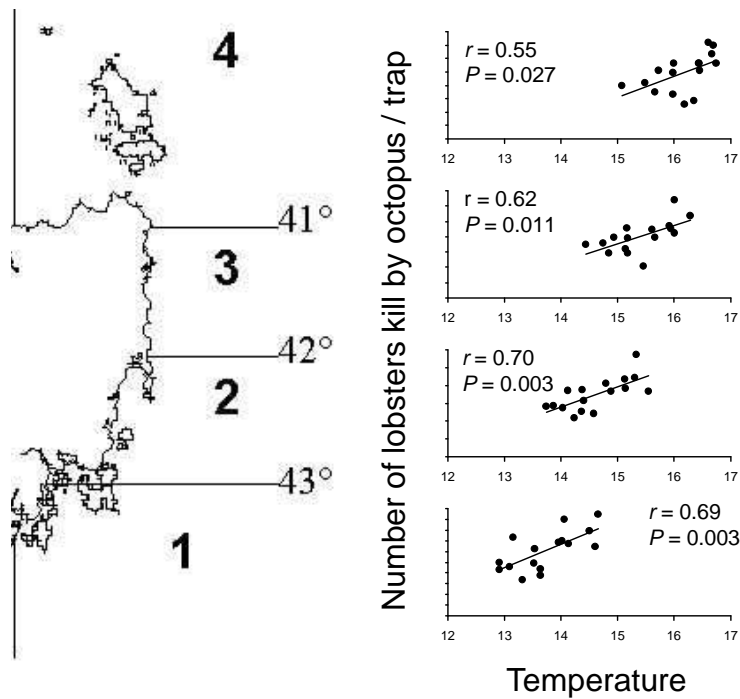 4
41°
3
42°
2
43°
1
Number of lobsters kill by octopus / trap
r = 0.55
P = 0.027
12 13 14 15 16 17
r = 0.62
P = 0.011
12 13 14 15 16 17
r = 0.70
P = 0.003
12 13 14 15 16 17
r = 0.69
P = 0.003
12 13 14 15 16 17
Temperature